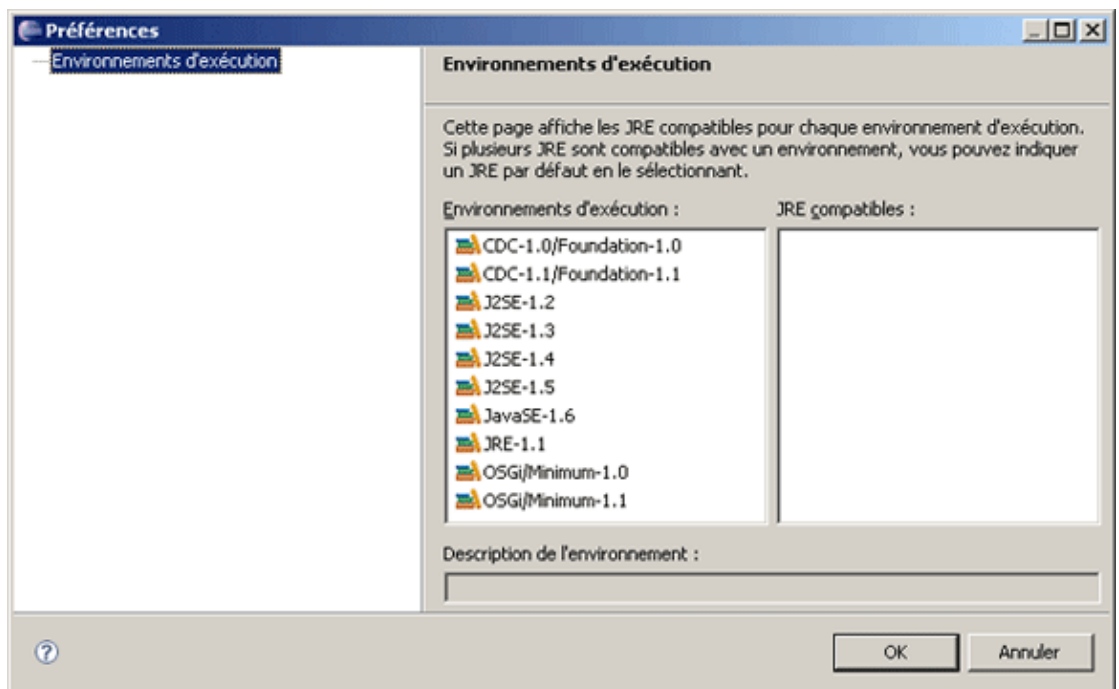 Préférences
Environnements d'exécution
Environnements d'exécution
Cette page affiche les JRE compatibles pour chaque environnement d'exécution.
Si plusieurs JRE sont compatibles avec un environnement, vous pouvez indiquer
un JRE par défaut en le sélectionnant.
Environnements d'exécution :
JRE compatibles :
CDC-1.0/Foundation-1.0
CDC-1.1/Foundation-1.1
J2SE-1.2
J2SE-1.3
J2SE-1.4
J2SE-1.5
JavaSE-1.6
JRE-1.1
OSGi/Minimum-1.0
OSGi/Minimum-1.1
Description de l'environnement :
?
OK
Annuler